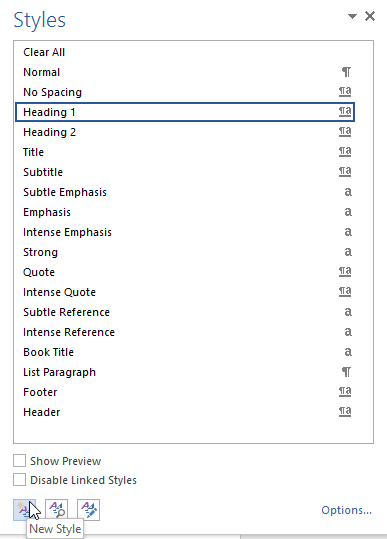 Styles
Clear All
Normal ¶
No Spacing ¶a
Heading 1 ¶a
Heading 2 ¶a
Title ¶a
Subtitle ¶a
Subtle Emphasis a
Emphasis a
Intense Emphasis a
Strong a
Quote ¶a
Intense Quote ¶a
Subtle Reference a
Intense Reference a
Book Title a
List Paragraph ¶
Footer ¶a
Header ¶a
Show Preview
Disable Linked Styles
Options...
New Style